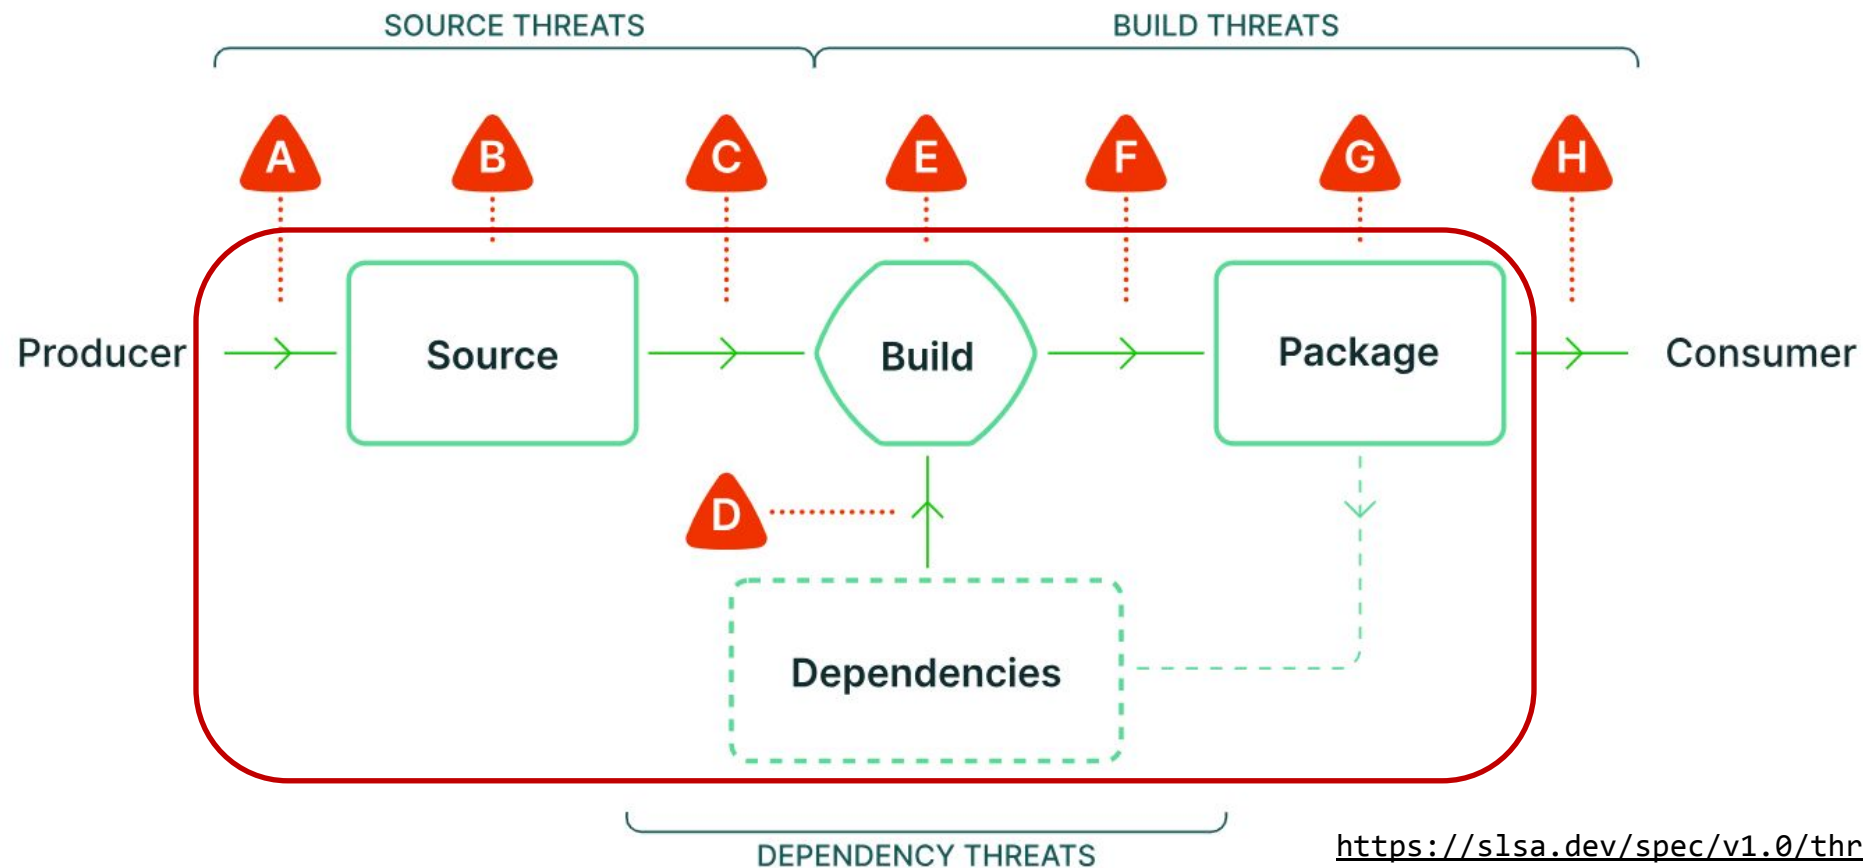 SOURCE THREATS BUILD THREATS
A B C E F G H
Producer Source Build Package Consumer
D
Dependencies
DEPENDENCY THREATS
https://slsa.dev/spec/v1.0/thr